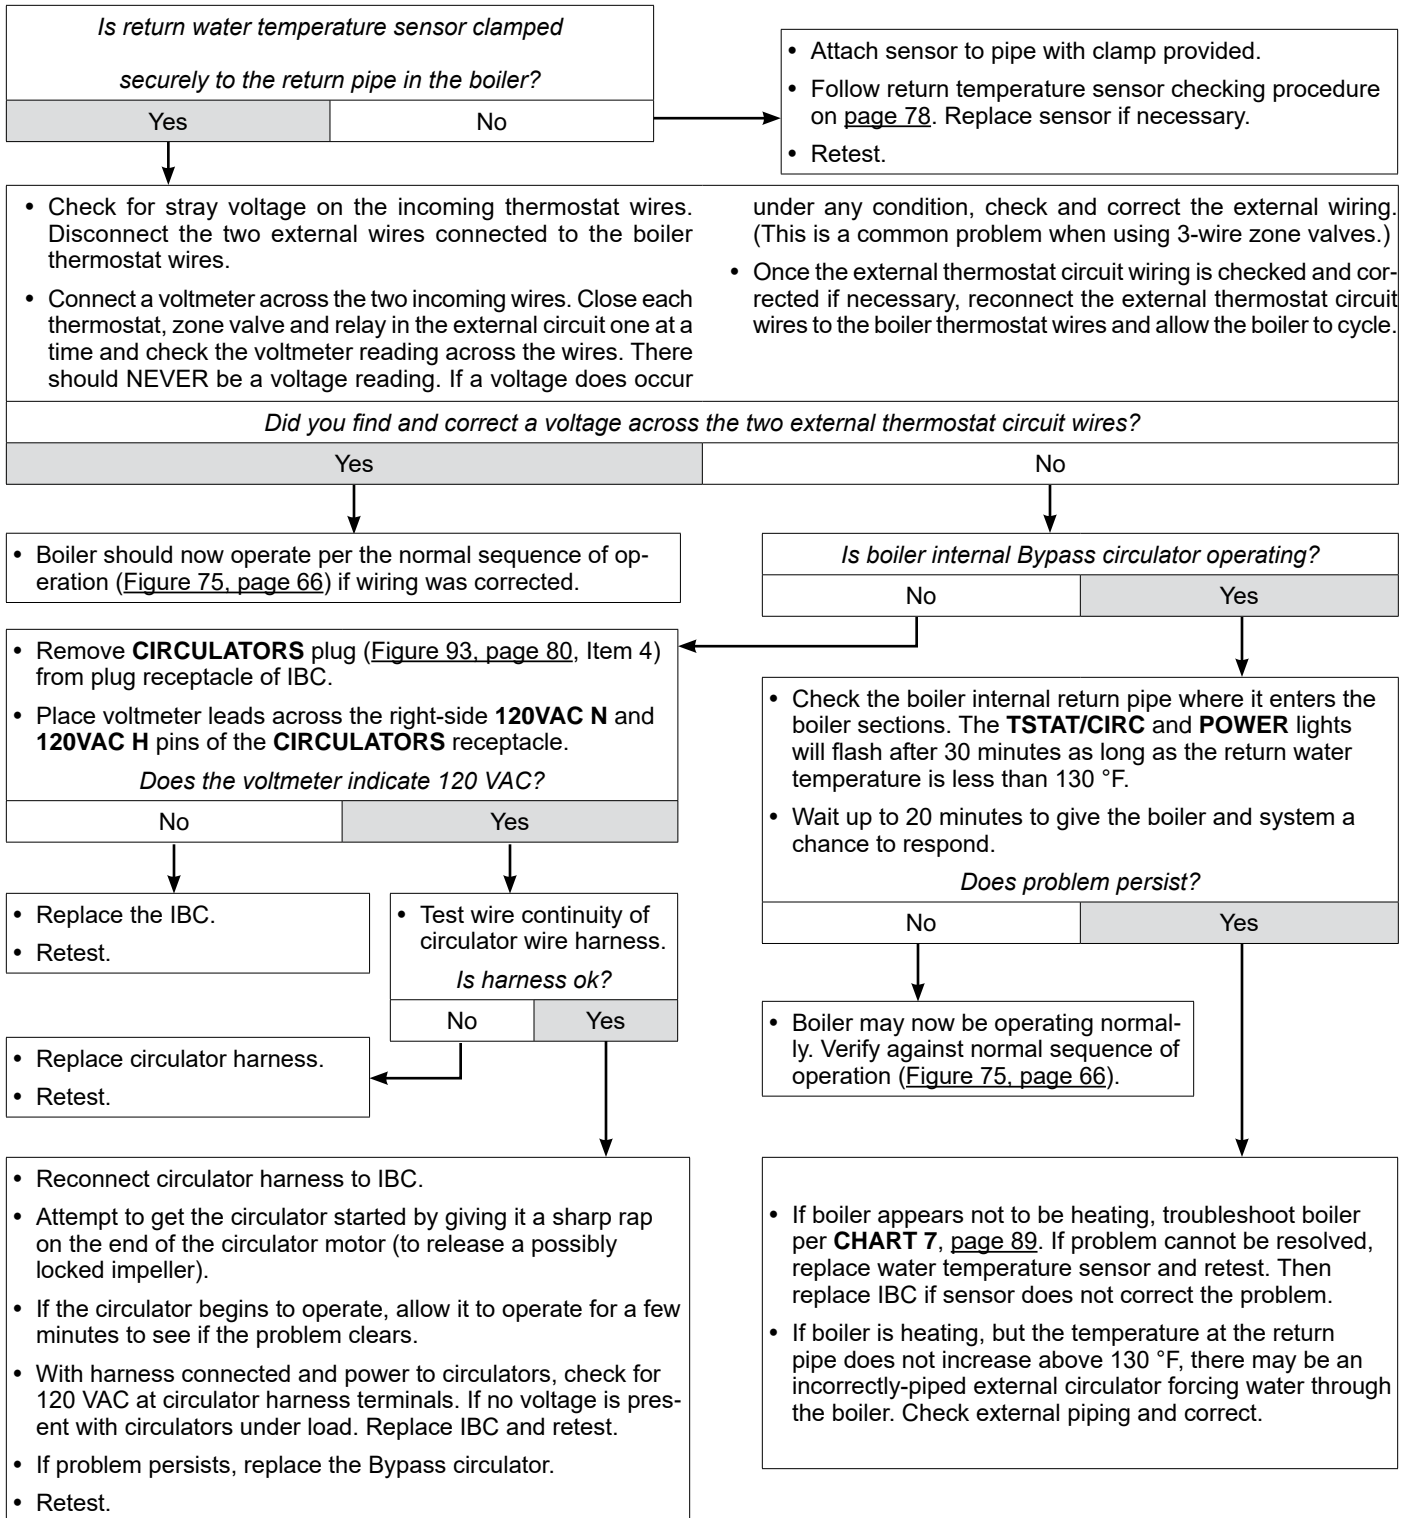 Is return water temperature sensor clamped
securely to the return pipe in the boiler?
Yes
No
• Attach sensor to pipe with clamp provided.
• Follow return temperature sensor checking procedure
on page 78. Replace sensor if necessary.
• Retest.
• Check for stray voltage on the incoming thermostat wires.
Disconnect the two external wires connected to the boiler
thermostat wires.
• Connect a voltmeter across the two incoming wires. Close each
thermostat, zone valve and relay in the external circuit one at a
time and check the voltmeter reading across the wires. There
should NEVER be a voltage reading. If a voltage does occur
under any condition, check and correct the external wiring.
(This is a common problem when using 3-wire zone valves.)
• Once the external thermostat circuit wiring is checked and cor-
rected if necessary, reconnect the external thermostat circuit
wires to the boiler thermostat wires and allow the boiler to cycle.
Did you find and correct a voltage across the two external thermostat circuit wires?
Yes
No
• Boiler should now operate per the normal sequence of op-
eration (Figure 75, page 66) if wiring was corrected.
Is boiler internal Bypass circulator operating?
No
Yes
• Remove CIRCULATORS plug (Figure 93, page 80, Item 4)
from plug receptacle of IBC.
• Place voltmeter leads across the right-side 120VAC N and
120VAC H pins of the CIRCULATORS receptacle.
Does the voltmeter indicate 120 VAC?
No
Yes
• Check the boiler internal return pipe where it enters the
boiler sections. The TSTAT/CIRC and POWER lights
will flash after 30 minutes as long as the return water
temperature is less than 130 °F.
• Wait up to 20 minutes to give the boiler and system a
chance to respond.
Does problem persist?
No
Yes
• Replace the IBC.
• Retest.
• Test wire continuity of
circulator wire harness.
Is harness ok?
No
Yes
• Replace circulator harness.
• Retest.
• Boiler may now be operating normal-
ly. Verify against normal sequence of
operation (Figure 75, page 66).
• Reconnect circulator harness to IBC.
• Attempt to get the circulator started by giving it a sharp rap
on the end of the circulator motor (to release a possibly
locked impeller).
• If the circulator begins to operate, allow it to operate for a few
minutes to see if the problem clears.
• With harness connected and power to circulators, check for
120 VAC at circulator harness terminals. If no voltage is pres-
ent with circulators under load. Replace IBC and retest.
• If problem persists, replace the Bypass circulator.
• Retest.
• If boiler appears not to be heating, troubleshoot boiler
per CHART 7, page 89. If problem cannot be resolved,
replace water temperature sensor and retest. Then
replace IBC if sensor does not correct the problem.
• If boiler is heating, but the temperature at the return
pipe does not increase above 130 °F, there may be an
incorrectly-piped external circulator forcing water through
the boiler. Check external piping and correct.